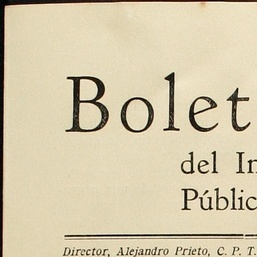 Bolet
del In
Públic
Director, Alejandro Prieto, C. P. T.